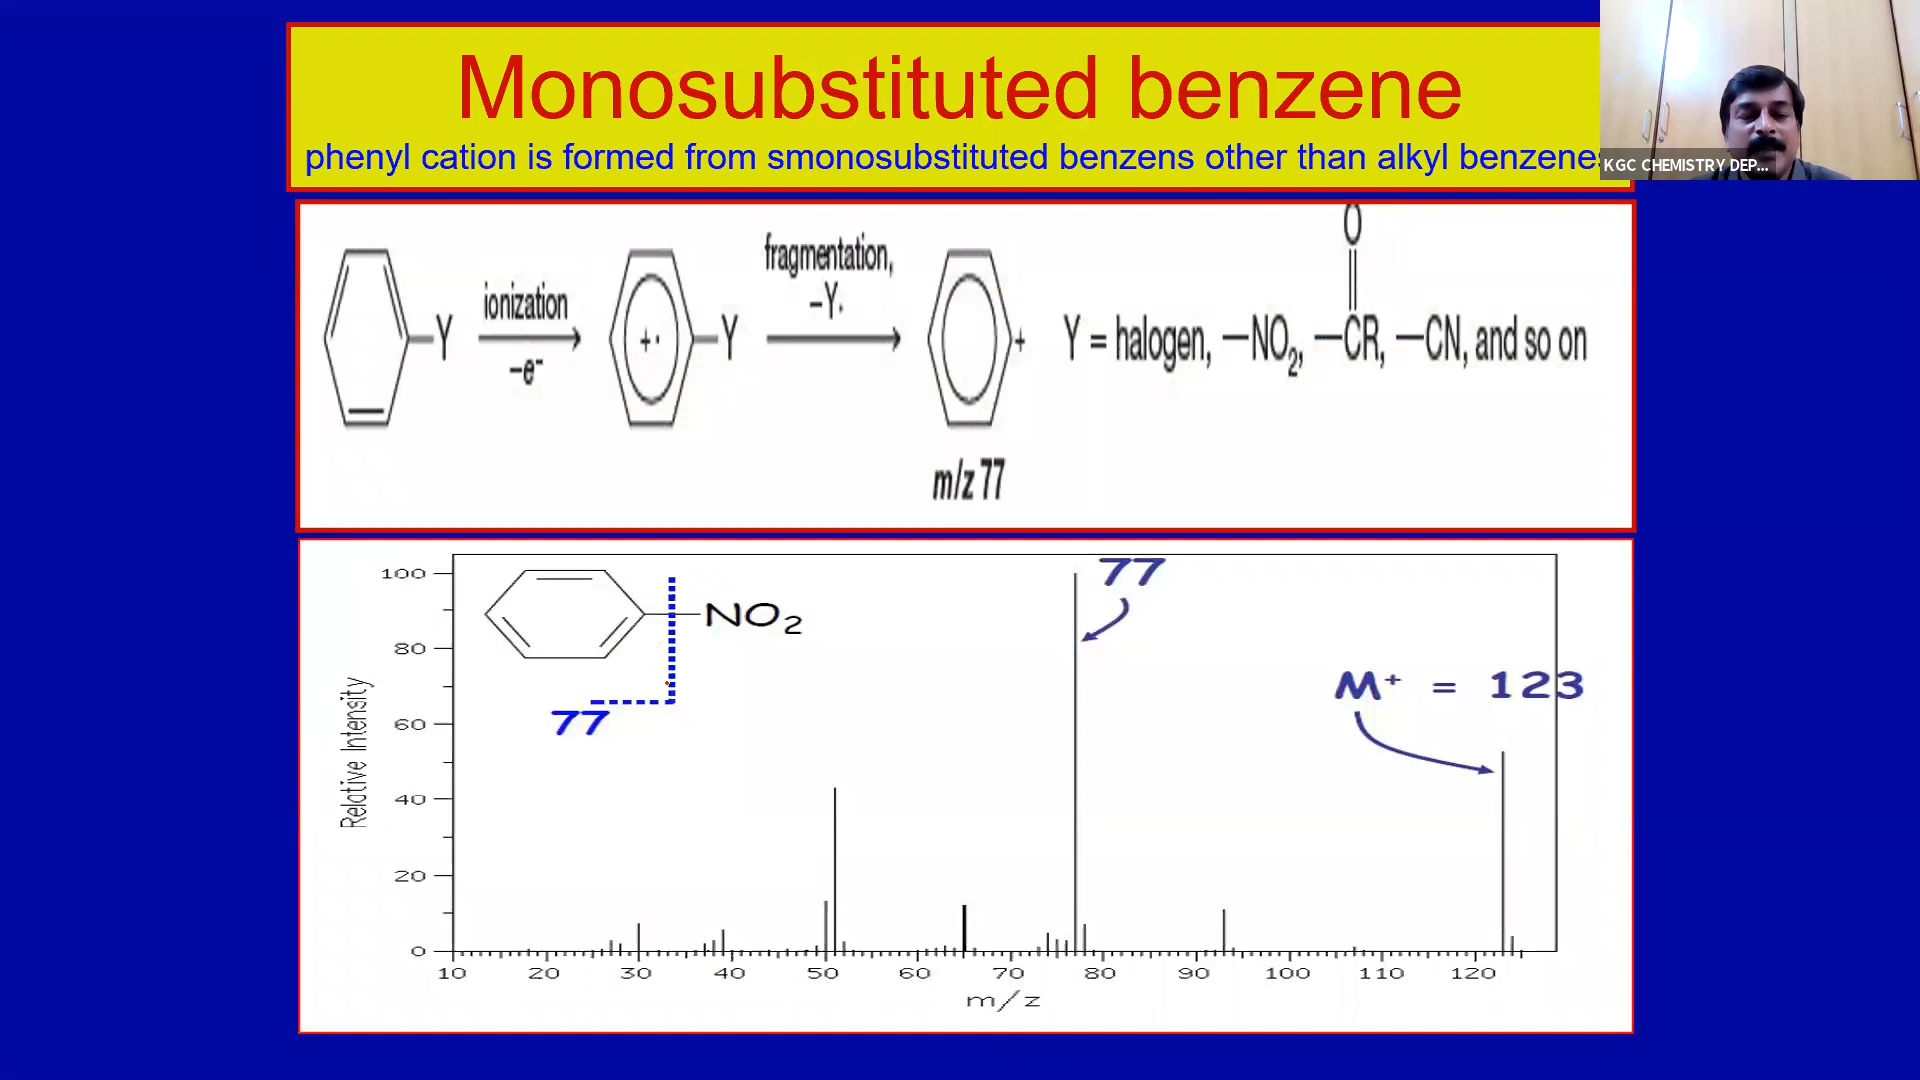 Monosubstituted benzene
phenyl cation is formed from smonosubstituted benzens other than alkyl benzenes
KGC CHEMISTRY DEP...
O
Y
ionization
–e⁻
+·
Y
fragmentation,
–Y·
+
Y = halogen, —NO₂, —CR, —CN, and so on
m/z 77
Relative Intensity
100
80
60
40
20
0
NO₂
77
77
M⁺ = 123
10 20 30 40 50 60 70 80 90 100 110 120
m/z